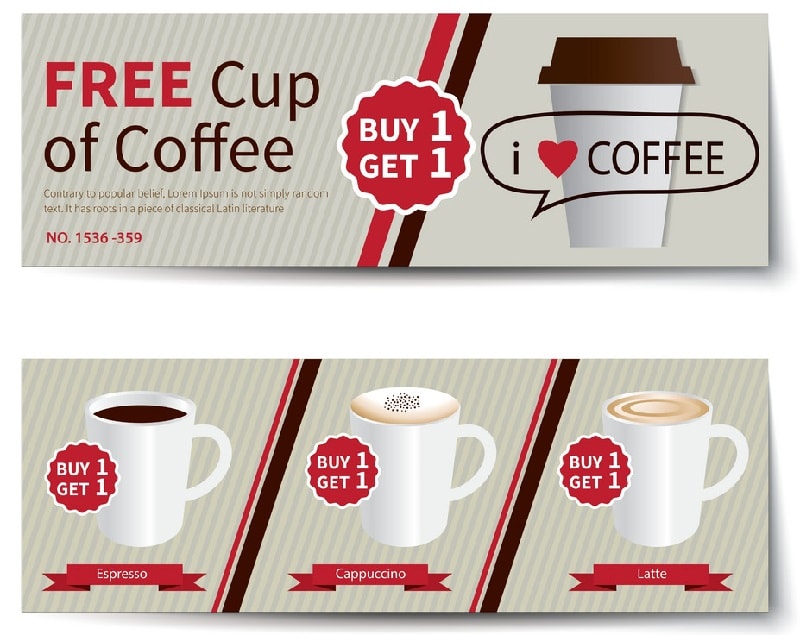 FREE Cup
of Coffee
Contrary to popular belief, Lorem Ipsum is not simply random
text. It has roots in a piece of classical Latin literature
NO. 1536 -359
BUY 1
GET 1
i ♥ COFFEE
BUY 1
GET 1
Espresso
BUY 1
GET 1
Cappuccino
BUY 1
GET 1
Latte